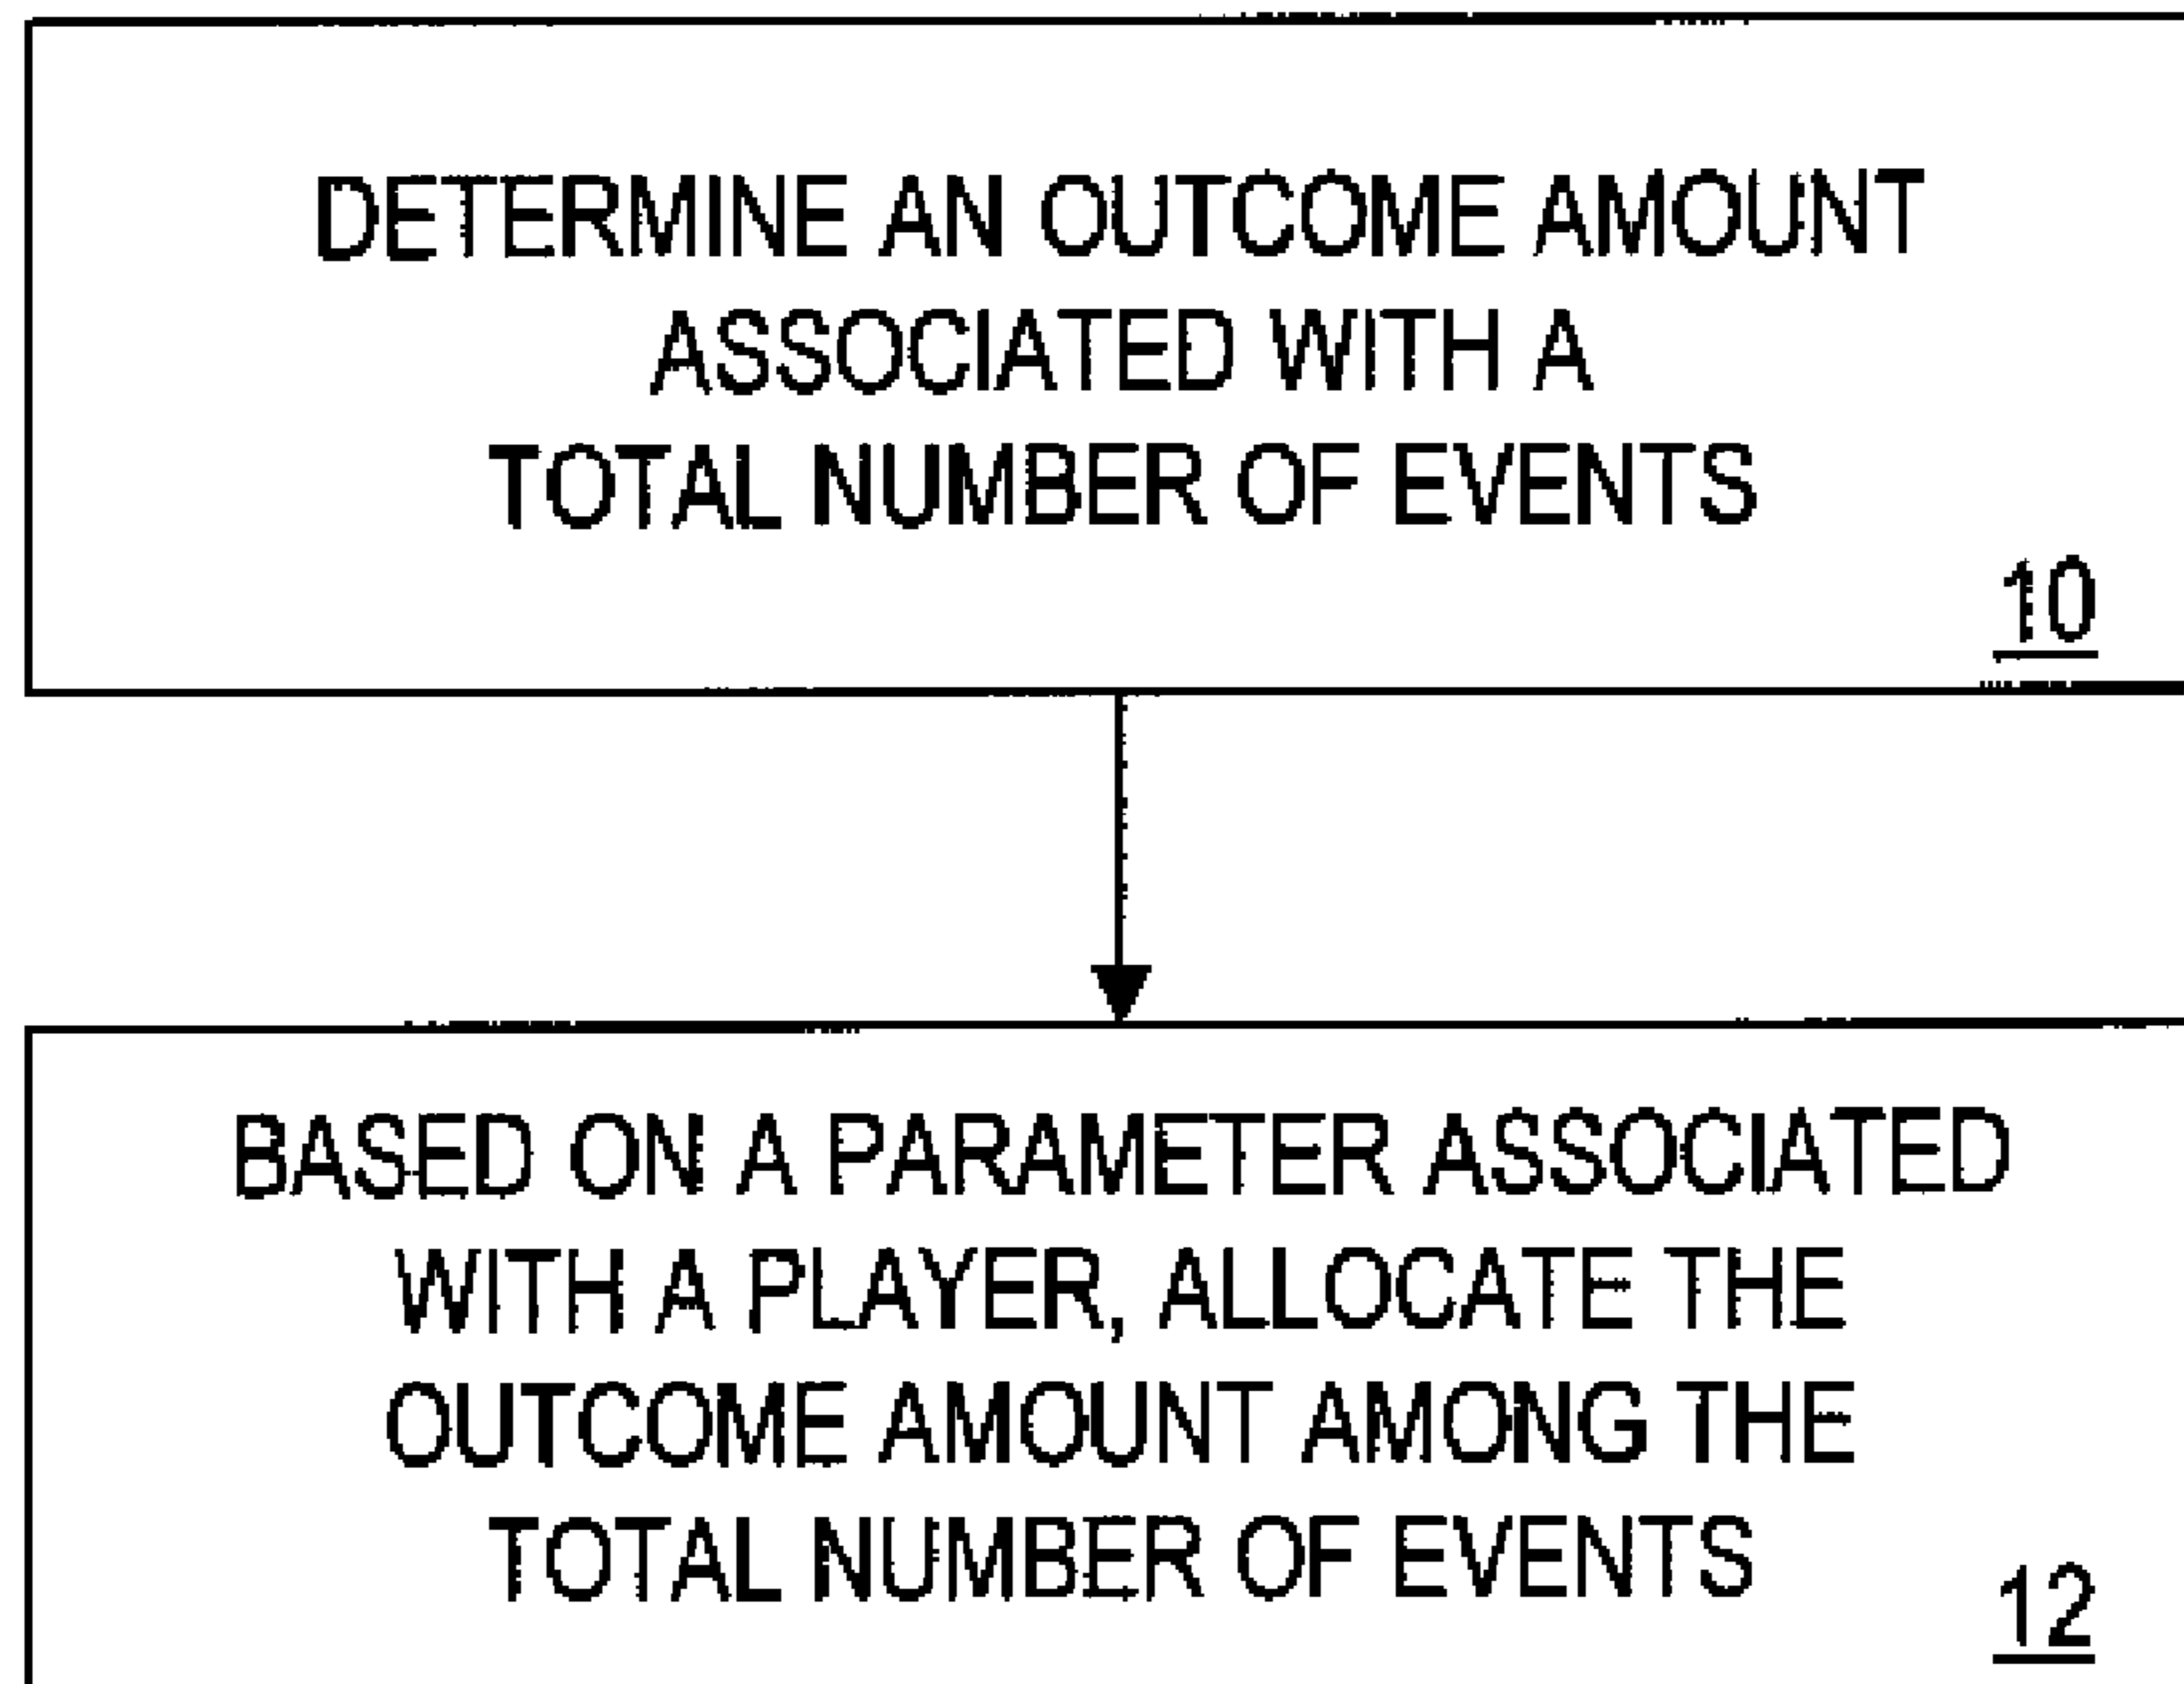 DETERMINE AN OUTCOME AMOUNT
ASSOCIATED WITH A
TOTAL NUMBER OF EVENTS
10
BASED ON A PARAMETER ASSOCIATED
WITH A PLAYER, ALLOCATE THE
OUTCOME AMOUNT AMONG THE
TOTAL NUMBER OF EVENTS
12